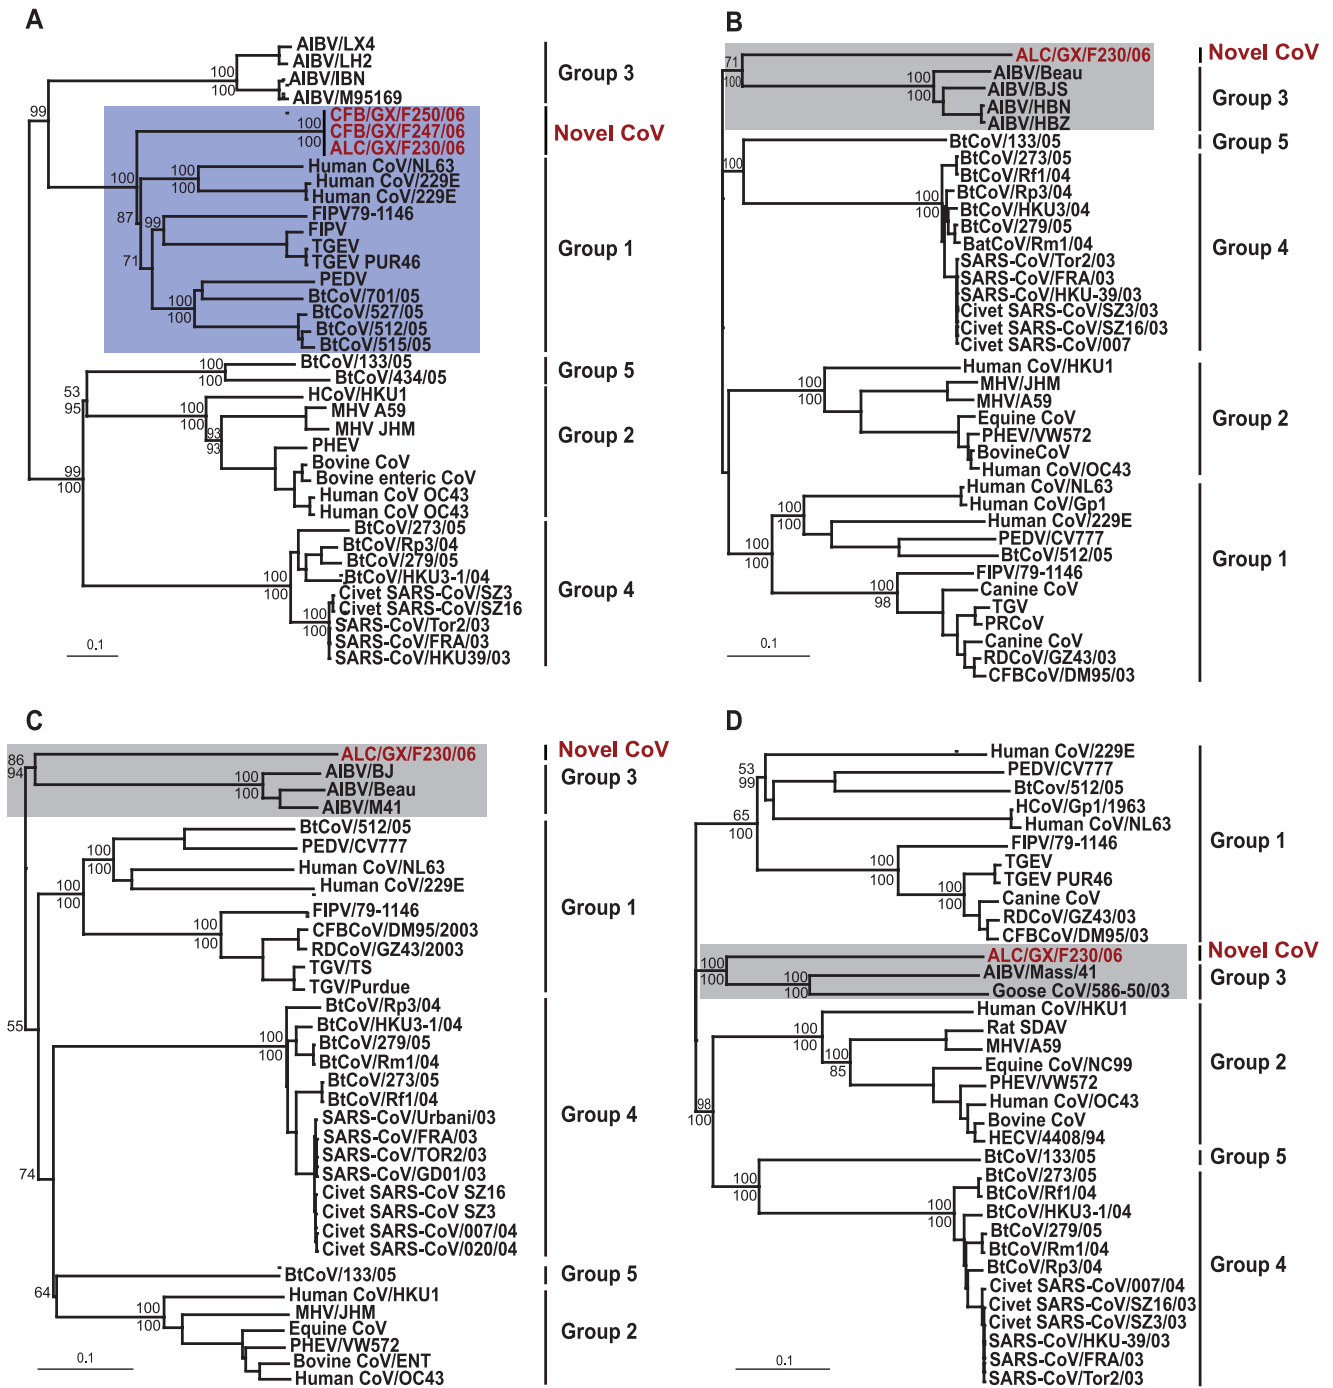 A
AIBV/LX4
AIBV/LH2
AIBV/IBN
AIBV/M95169
CFB/GX/F250/06
CFB/GX/F247/06
ALC/GX/F230/06
Human CoV/NL63
Human CoV/229E
Human CoV/229E
FIPV79-1146
FIPV
TGEV
TGEV PUR46
PEDV
BtCoV/701/05
BtCoV/527/05
BtCoV/512/05
BtCoV/515/05
BtCoV/133/05
BtCoV/434/05
HCoV/HKU1
MHV A59
MHV JHM
PHEV
Bovine CoV
Bovine enteric CoV
Human CoV OC43
Human CoV OC43
BtCoV/273/05
BtCoV/Rp3/04
BtCoV/279/05
BtCoV/HKU3-1/04
Civet SARS-CoV/SZ3
Civet SARS-CoV/SZ16
SARS-CoV/Tor2/03
SARS-CoV/FRA/03
SARS-CoV/HKU39/03
Group 3
Novel CoV
Group 1
Group 5
Group 2
Group 4
100
100
99
100
100
100
100
100
87
99
71
100
100
100
100
53
95
100
100
93
93
99
100
100
100
100
100
0.1
B
ALC/GX/F230/06
AIBV/Beau
AIBV/BJS
AIBV/HBN
AIBV/HBZ
BtCoV/133/05
BtCoV/273/05
BtCoV/Rf1/04
BtCoV/Rp3/04
BtCoV/HKU3/04
BtCoV/279/05
BatCoV/Rm1/04
SARS-CoV/Tor2/03
SARS-CoV/FRA/03
SARS-CoV/HKU-39/03
Civet SARS-CoV/SZ3/03
Civet SARS-CoV/SZ16/03
Civet SARS-CoV/007
Human CoV/HKU1
MHV/JHM
MHV/A59
Equine CoV
PHEV/VW572
BovineCoV
Human CoV/OC43
Human CoV/NL63
Human CoV/Gp1
Human CoV/229E
PEDV/CV777
BtCoV/512/05
FIPV/79-1146
Canine CoV
TGV
PRCoV
Canine CoV
RDCoV/GZ43/03
CFBCoV/DM95/03
Novel CoV
Group 3
Group 5
Group 4
Group 2
Group 1
71
100
100
100
100
100
100
100
100
100
100
100
100
100
100
98
0.1
C
ALC/GX/F230/06
AIBV/BJ
AIBV/Beau
AIBV/M41
BtCoV/512/05
PEDV/CV777
Human CoV/NL63
Human CoV/229E
FIPV/79-1146
CFBCoV/DM95/2003
RDCoV/GZ43/2003
TGV/TS
TGV/Purdue
BtCoV/Rp3/04
BtCoV/HKU3-1/04
BtCoV/279/05
BtCoV/Rm1/04
BtCoV/273/05
BtCoV/Rf1/04
SARS-CoV/Urbani/03
SARS-CoV/FRA/03
SARS-CoV/TOR2/03
SARS-CoV/GD01/03
Civet SARS-CoV SZ16
Civet SARS-CoV SZ3
Civet SARS-CoV/007/04
Civet SARS-CoV/020/04
BtCoV/133/05
Human CoV/HKU1
MHV/JHM
Equine CoV
PHEV/VW572
Bovine CoV/ENT
Human CoV/OC43
Novel CoV
Group 3
Group 1
Group 4
Group 5
Group 2
86
94
100
100
100
100
100
100
55
100
100
74
64
100
100
0.1
D
Human CoV/229E
PEDV/CV777
BtCov/512/05
HCoV/Gp1/1963
Human CoV/NL63
FIPV/79-1146
TGEV
TGEV PUR46
Canine CoV
RDCoV/GZ43/03
CFBCoV/DM95/03
ALC/GX/F230/06
AIBV/Mass/41
Goose CoV/586-50/03
Human CoV/HKU1
Rat SDAV
MHV/A59
Equine CoV/NC99
PHEV/VW572
Human CoV/OC43
Bovine CoV
HECV/4408/94
BtCoV/133/05
BtCoV/273/05
BtCoV/Rf1/04
BtCoV/HKU3-1/04
BtCoV/279/05
BtCoV/Rm1/04
BtCoV/Rp3/04
Civet SARS-CoV/007/04
Civet SARS-CoV/SZ16/03
Civet SARS-CoV/SZ3/03
SARS-CoV/HKU-39/03
SARS-CoV/FRA/03
SARS-CoV/Tor2/03
Group 1
Novel CoV
Group 3
Group 2
Group 5
Group 4
53
99
65
100
100
100
100
100
100
100
100
100
100
100
100
85
98
100
100
100
100
100
0.1